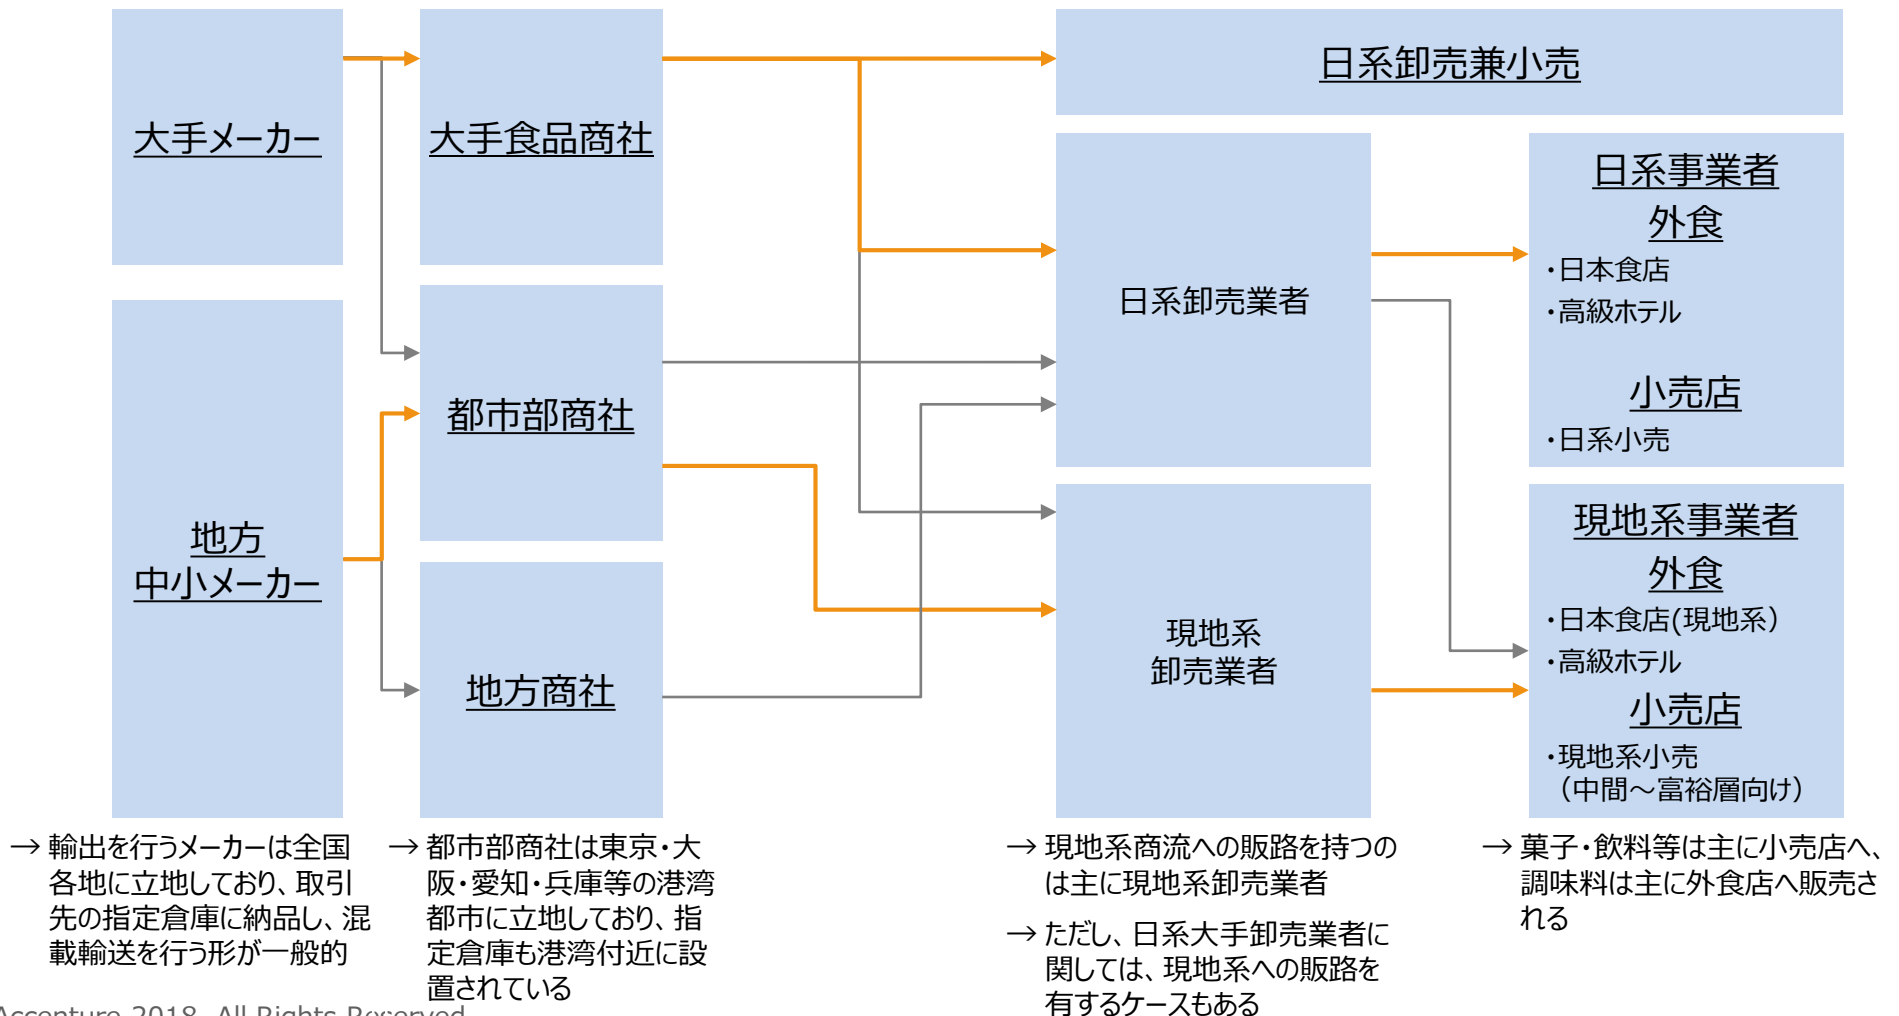 大手メーカー
地方
中小メーカー
大手食品商社
都市部商社
地方商社
日系卸売兼小売
日系卸売業者
現地系
卸売業者
日系事業者
外食
・日本食店
・高級ホテル
小売店
・日系小売
現地系事業者
外食
・日本食店(現地系）
・高級ホテル
小売店
・現地系小売
（中間～富裕層向け）
→ 輸出を行うメーカーは全国
各地に立地しており、取引
先の指定倉庫に納品し、混
載輸送を行う形が一般的
→ 都市部商社は東京・大
阪・愛知・兵庫等の港湾
都市に立地しており、指
定倉庫も港湾付近に設
置されている
→ 現地系商流への販路を持つの
は主に現地系卸売業者
→ ただし、日系大手卸売業者に
関しては、現地系への販路を
有するケースもある
→ 菓子・飲料等は主に小売店へ、
調味料は主に外食店へ販売さ
れる
Accenture 2018. All Rights Reserved